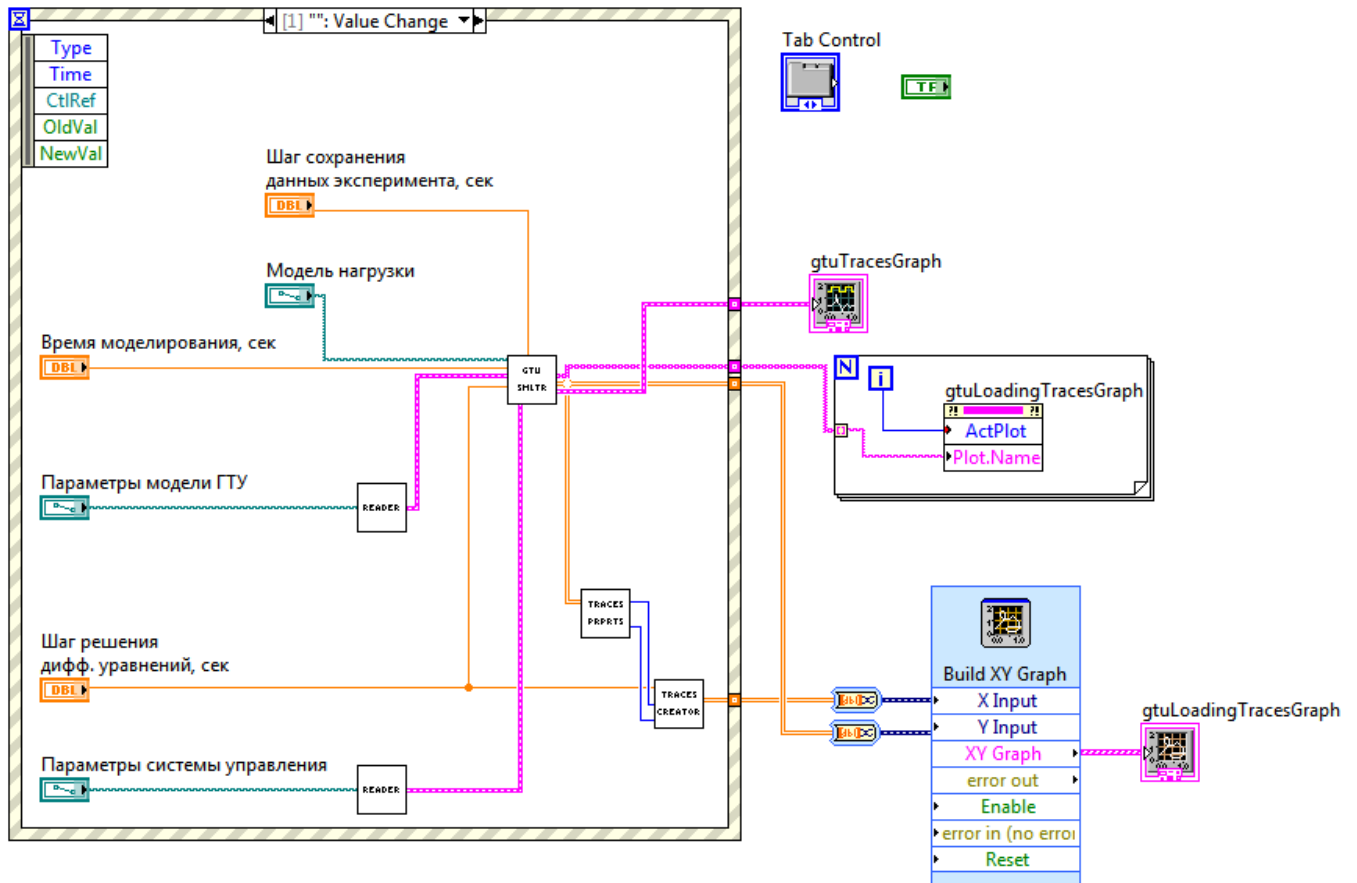 [1] "": Value Change
Type
Time
CtlRef
OldVal
NewVal
Tab Control
TF
Шаг сохранения
данных эксперимента, сек
DBL
Модель нагрузки
gtuTracesGraph
Время моделирования, сек
DBL
GTU
SMLTR
N
i
gtuLoadingTracesGraph
ActPlot
Plot.Name
Параметры модели ГТУ
READER
TRACES
PRPRTS
Шаг решения
дифф. уравнений, сек
DBL
TRACES
CREATOR
Build XY Graph
X Input
Y Input
XY Graph
error out
Enable
error in (no erroi
Reset
gtuLoadingTracesGraph
Параметры системы управления
READER